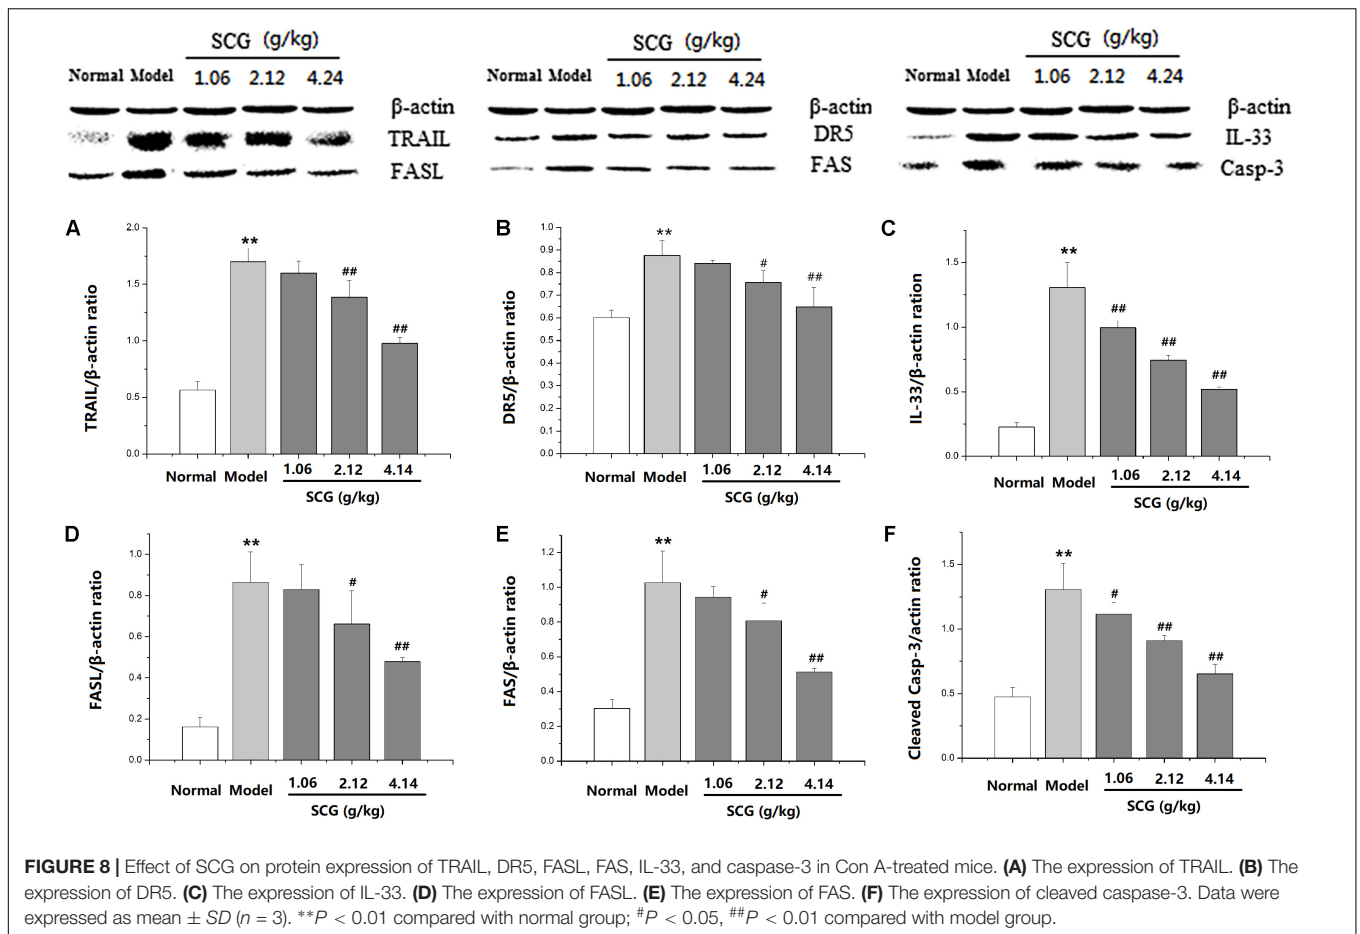 SCG (g/kg)
Normal Model 1.06 2.12 4.24
β-actin
TRAIL
FASL
SCG (g/kg)
Normal Model 1.06 2.12 4.24
β-actin
DR5
FAS
SCG (g/kg)
Normal Model 1.06 2.12 4.24
β-actin
IL-33
Casp-3
A
TRAIL/β-actin ratio
2.0
1.5
1.0
0.5
0.0
**
##
##
Normal Model 1.06 2.12 4.14
SCG (g/kg)
B
DR5/β-actin ratio
1.0
0.9
0.8
0.7
0.6
0.5
0.4
0.3
0.2
0.1
0.0
**
#
##
Normal Model 1.06 2.12 4.14
SCG (g/kg)
C
IL-33/β-actin ration
1.5
1.0
0.5
0.0
**
##
##
##
Normal Model 1.06 2.12 4.14
SCG (g/kg)
D
FASL/β-actin ratio
1.0
0.8
0.6
0.4
0.2
0.0
**
#
##
Normal Model 1.06 2.12 4.14
SCG (g/kg)
E
FAS/β-actin ratio
1.2
1.0
0.8
0.6
0.4
0.2
0.0
**
#
##
Normal Model 1.06 2.12 4.14
SCG (g/kg)
F
Cleaved Casp-3/actin ratio
1.5
1.0
0.5
0.0
**
#
##
##
Normal Model 1.06 2.12 4.14
SCG (g/kg)
FIGURE 8 | Effect of SCG on protein expression of TRAIL, DR5, FASL, FAS, IL-33, and caspase-3 in Con A-treated mice. (A) The expression of TRAIL. (B) The
expression of DR5. (C) The expression of IL-33. (D) The expression of FASL. (E) The expression of FAS. (F) The expression of cleaved caspase-3. Data were
expressed as mean ± SD (n = 3). **P < 0.01 compared with normal group; #P < 0.05, ##P < 0.01 compared with model group.